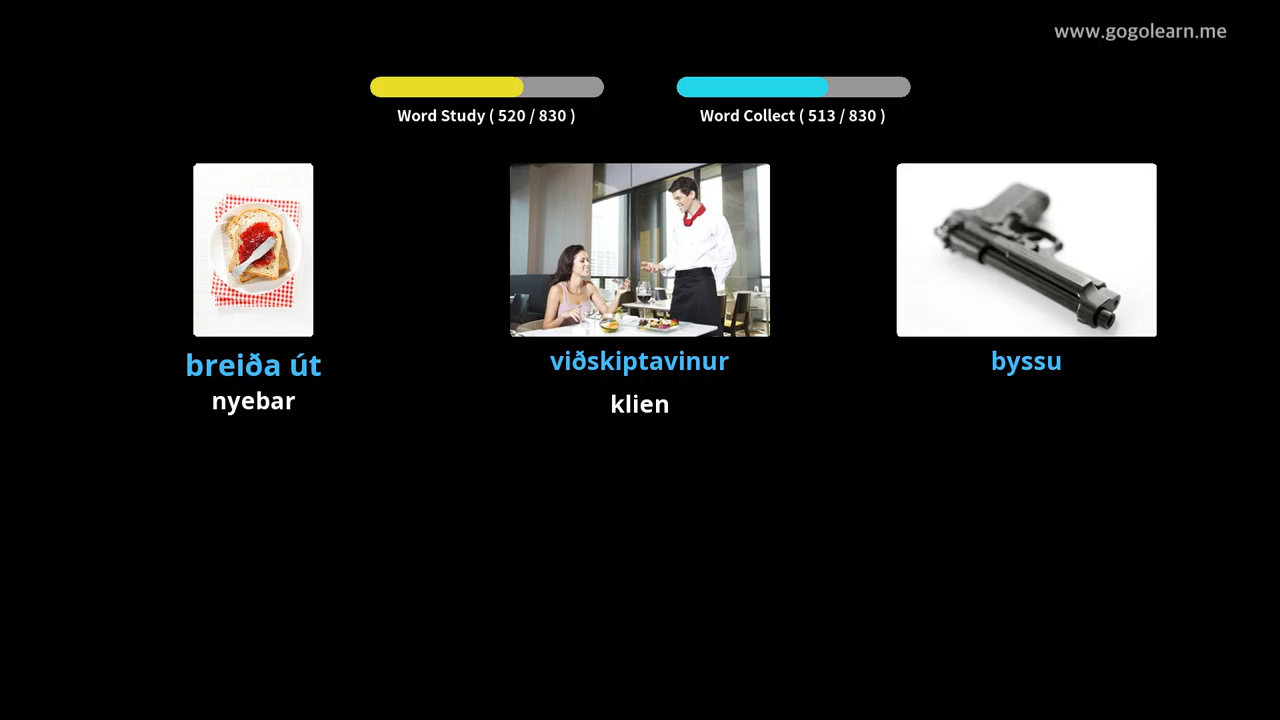 www.gogolearn.me
Word Study ( 520 / 830 )
Word Collect ( 513 / 830 )
breiða út
nyebar
viðskiptavinur
klien
byssu